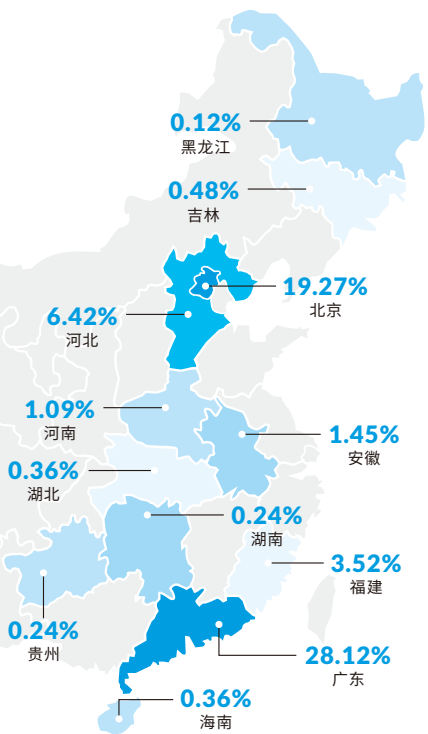 0.12%
黑龙江
0.48%
吉林
19.27%
北京
6.42%
河北
1.09%
河南
1.45%
安徽
0.36%
湖北
0.24%
湖南
3.52%
福建
0.24%
贵州
28.12%
广东
0.36%
海南